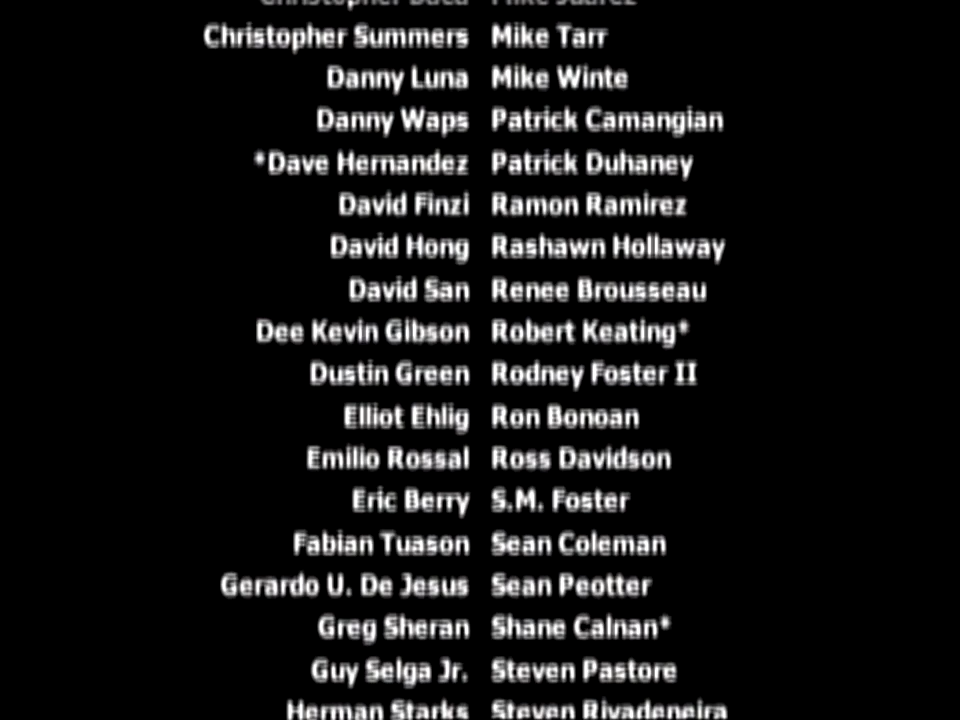 Christopher Summers Mike Tarr
Danny Luna Mike Winte
Danny Waps Patrick Camangian
*Dave Hernandez Patrick Duhaney
David Finzi Ramon Ramirez
David Hong Rashawn Hollaway
David San Renee Brousseau
Dee Kevin Gibson Robert Keating*
Dustin Green Rodney Foster II
Elliot Ehlig Ron Bonoan
Emilio Rossal Ross Davidson
Eric Berry S.M. Foster
Fabian Tuason Sean Coleman
Gerardo U. De Jesus Sean Peotter
Greg Sheran Shane Calnan*
Guy Selga Jr. Steven Pastore
Herman Starks Steven Rivadeneira